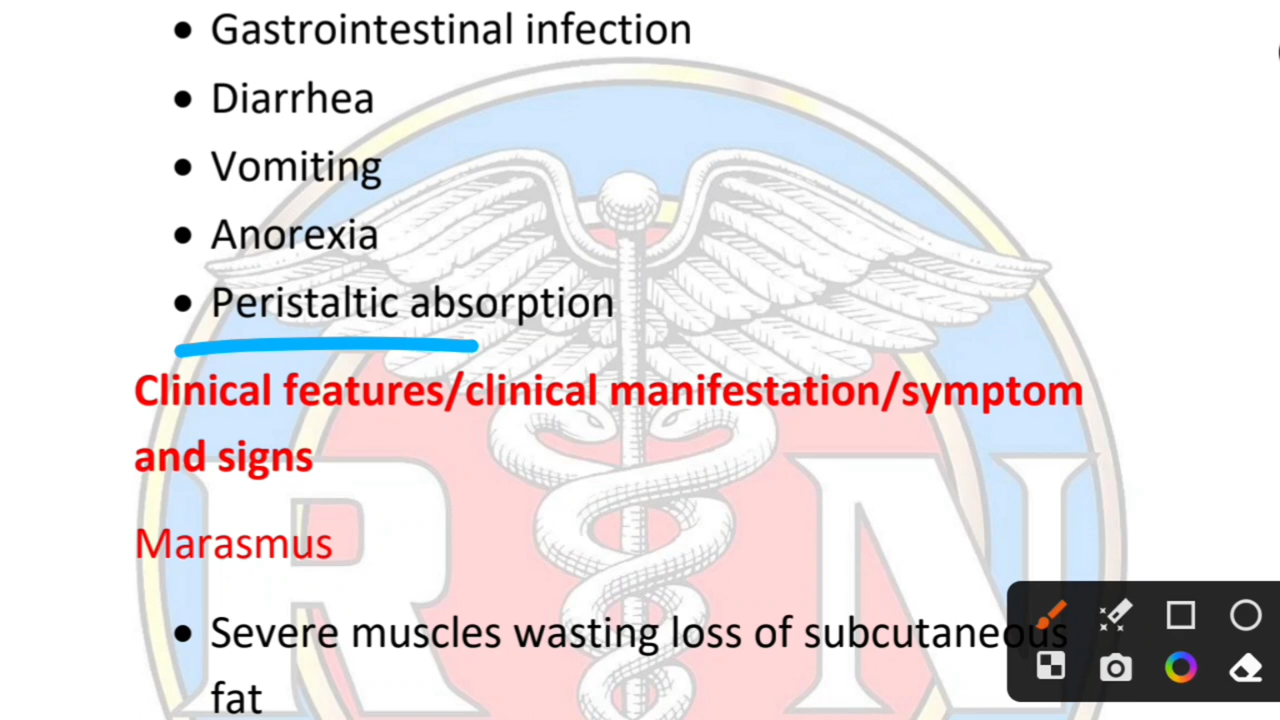 • Gastrointestinal infection
• Diarrhea
• Vomiting
• Anorexia
• Peristaltic absorption
Clinical features/clinical manifestation/symptom
and signs
Marasmus
• Severe muscles wasting loss of subcutaneous
fat
RN